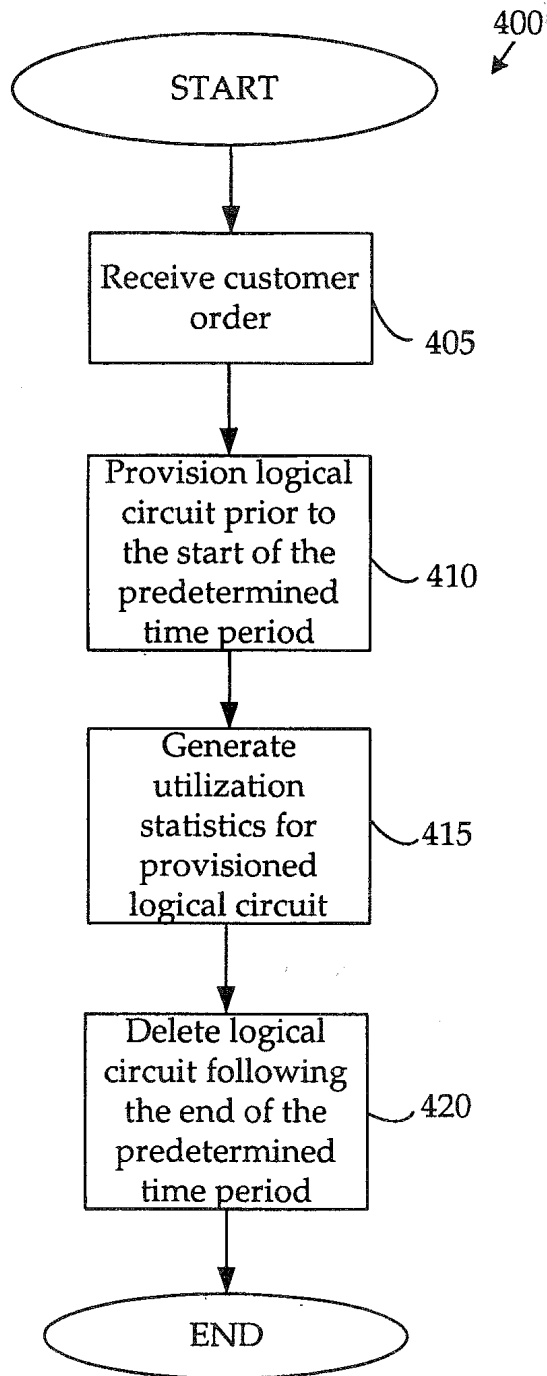 400
START
Receive customer
order
405
Provision logical
circuit prior to
the start of the
predetermined
time period
410
Generate
utilization
statistics for
provisioned
logical circuit
415
Delete logical
circuit following
the end of the
predetermined
time period
420
END